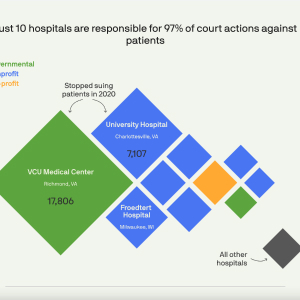 ust 10 hospitals are responsible for 97% of court actions against
patients
vernmental
profit
profit
Stopped suing
patients in 2020
University Hospital
Charlottesville, VA
7,107
VCU Medical Center
Richmond, VA
17,806
Froedtert
Hospital
Milwaukee, WI
All other
hospitals